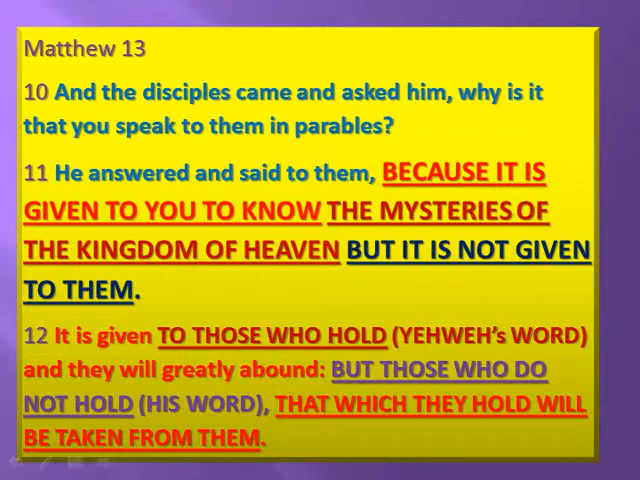 Matthew 13
10 And the disciples came and asked him, why is it
that you speak to them in parables?
11 He answered and said to them, BECAUSE IT IS
GIVEN TO YOU TO KNOW THE MYSTERIES OF
THE KINGDOM OF HEAVEN BUT IT IS NOT GIVEN
TO THEM.
12 It is given TO THOSE WHO HOLD (YEHWEH's WORD)
and they will greatly abound: BUT THOSE WHO DO
NOT HOLD (HIS WORD), THAT WHICH THEY HOLD WILL
BE TAKEN FROM THEM.